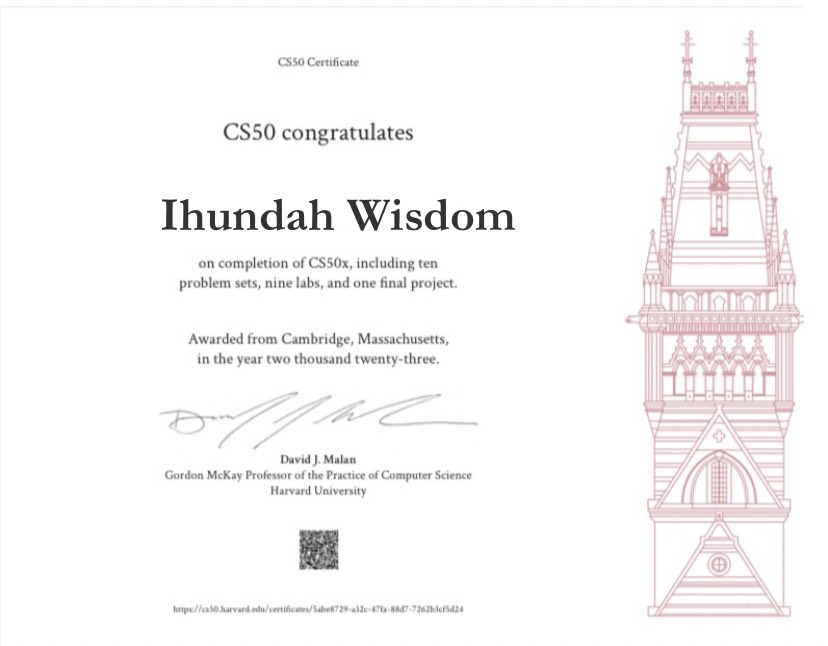 CS50 Certificate
CS50 congratulates
Ihundah Wisdom
on completion of CS50x, including ten
problem sets, nine labs, and one final project.
Awarded from Cambridge, Massachusetts,
in the year two thousand twenty-three.
David J. Malan
Gordon McKay Professor of the Practice of Computer Science
Harvard University
https://cs50.harvard.edu/certificates/5abe8729-a32c-47fa-88d7-7262b3cf5d24